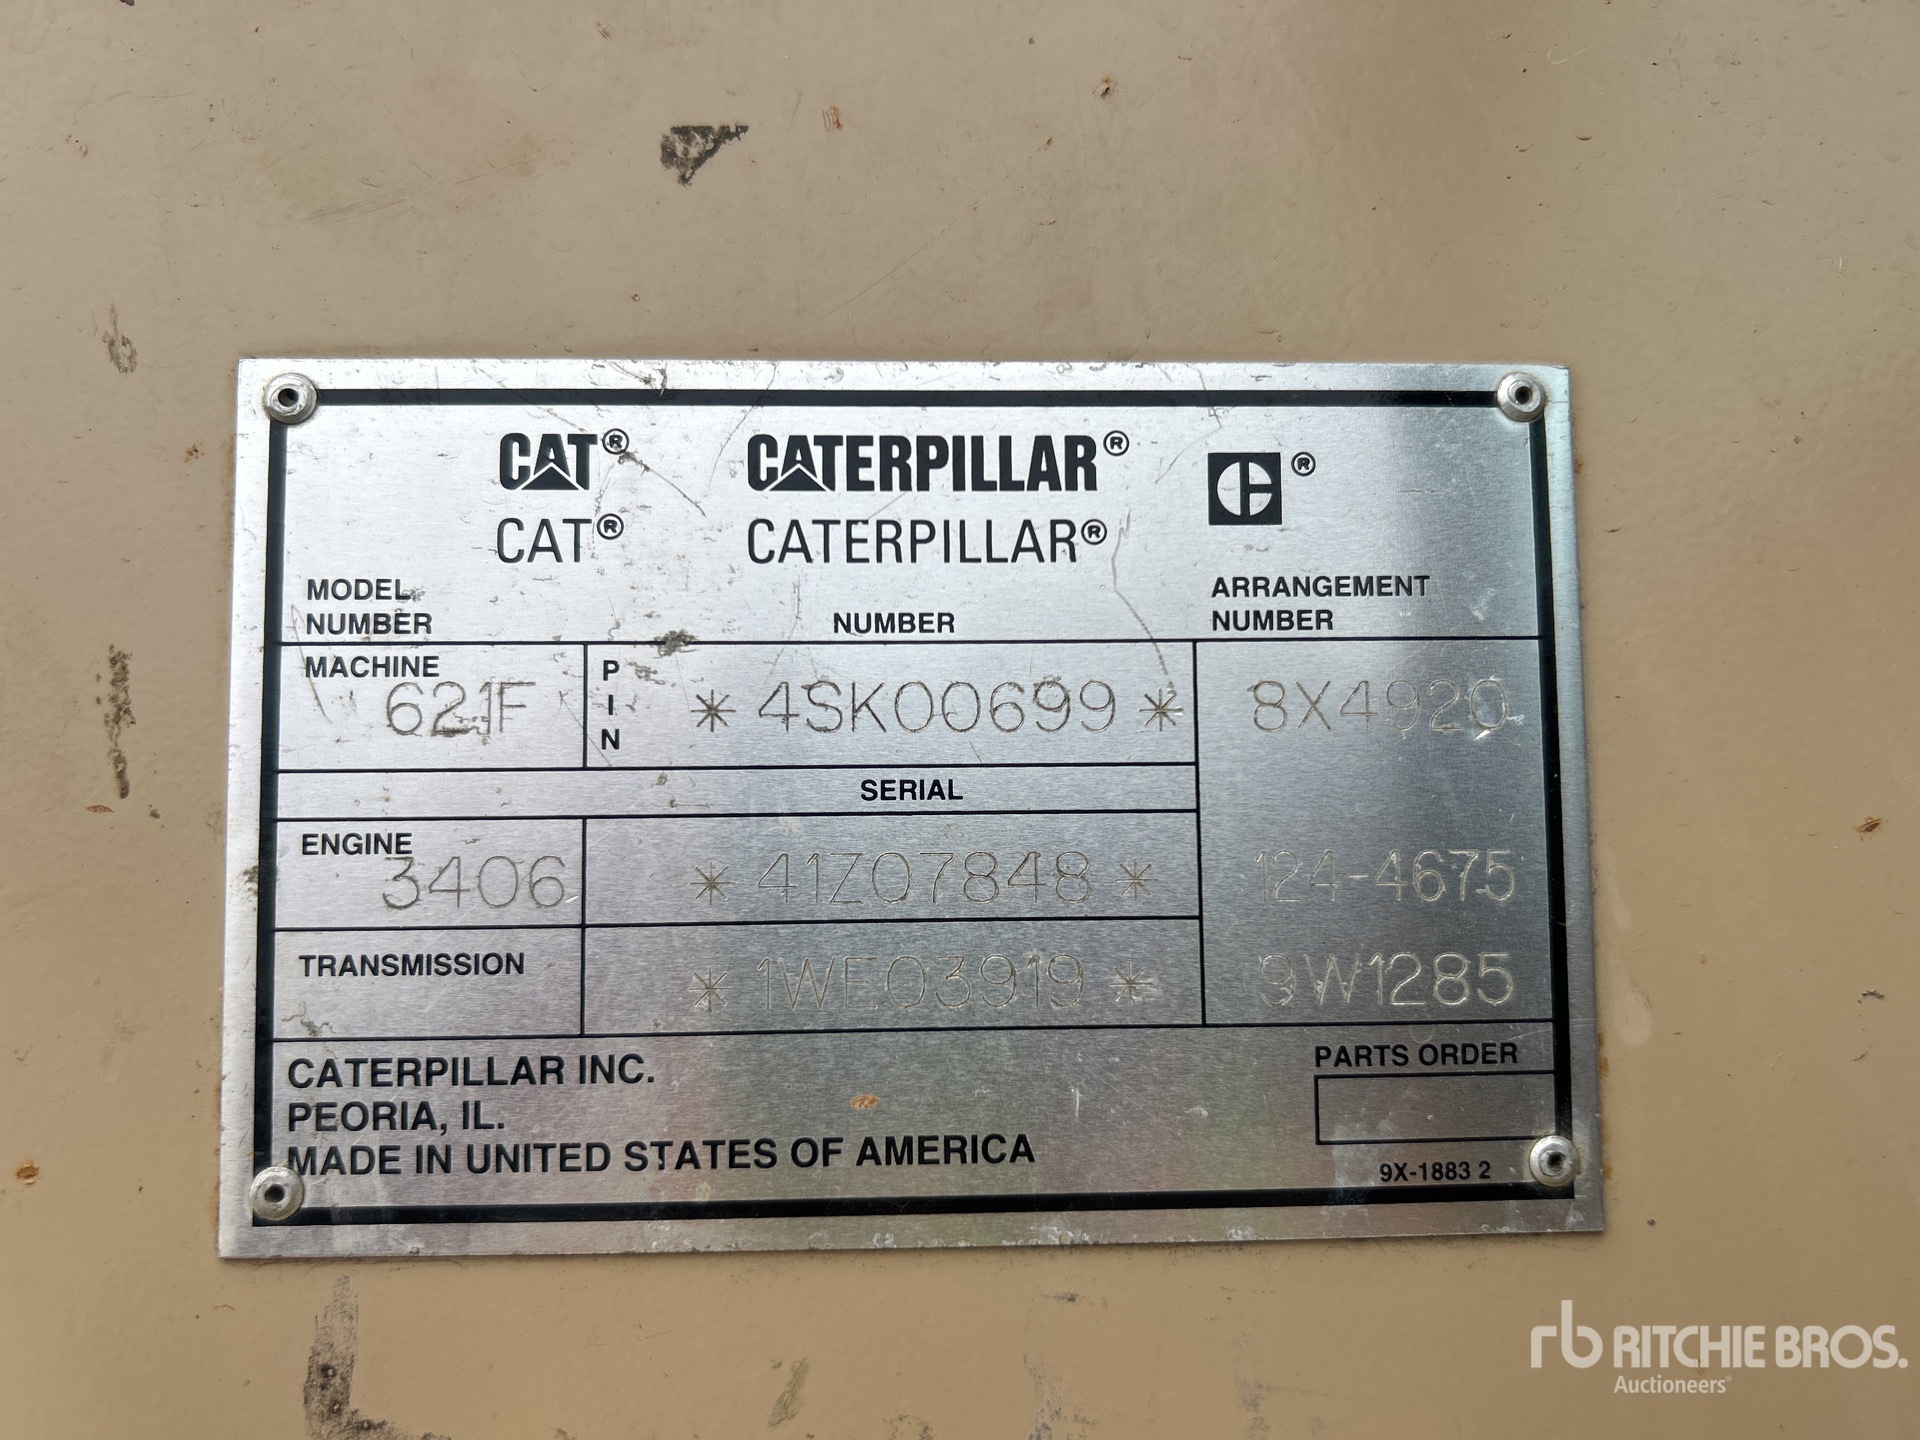 CAT® CATERPILLAR® ®
CAT® CATERPILLAR®
MODEL NUMBER
NUMBER
ARRANGEMENT NUMBER
MACHINE 621F PIN *4SK00699* 8X4920
SERIAL
ENGINE 3406 *41Z07848* 124-4675
TRANSMISSION *1WE03919* 9W1285
CATERPILLAR INC.
PEORIA, IL.
MADE IN UNITED STATES OF AMERICA
PARTS ORDER
9X-1883 2
rb RITCHIE BROS.
Auctioneers